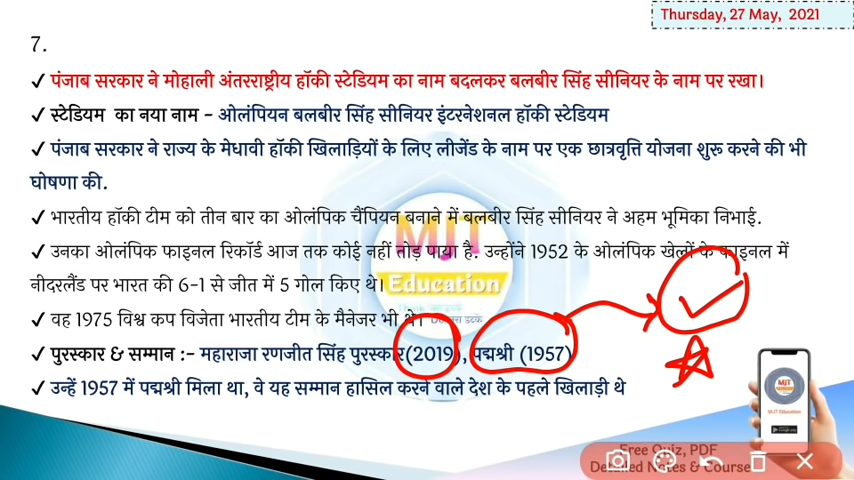 Thursday, 27 May, 2021
7.
✓ पंजाब सरकार ने मोहाली अंतरराष्ट्रीय हॉकी स्टेडियम का नाम बदलकर बलबीर सिंह सीनियर के नाम पर रखा।
✓ स्टेडियम का नया नाम - ओलंपियन बलबीर सिंह सीनियर इंटरनेशनल हॉकी स्टेडियम
✓ पंजाब सरकार ने राज्य के मेधावी हॉकी खिलाड़ियों के लिए लीजेंड के नाम पर एक छात्रवृत्ति योजना शुरू करने की भी
घोषणा की.
✓ भारतीय हॉकी टीम को तीन बार का ओलंपिक चैंपियन बनाने में बलबीर सिंह सीनियर ने अहम भूमिका निभाई.
✓ उनका ओलंपिक फाइनल रिकॉर्ड आज तक कोई नहीं तोड़ पाया है. उन्होंने 1952 के ओलंपिक खेलों के फाइनल में
नीदरलैंड पर भारत की 6-1 से जीत में 5 गोल किए थे।
✓ वह 1975 विश्व कप विजेता भारतीय टीम के मैनेजर भी थे।
✓ पुरस्कार & सम्मान :- महाराजा रणजीत सिंह पुरस्कार(2019), पद्मश्री (1957)
✓ उन्हें 1957 में पद्मश्री मिला था, वे यह सम्मान हासिल करने वाले देश के पहले खिलाड़ी थे
MJT
Education
MJT
MJT Education
Free Quiz, PDF
Detailed Notes & Course